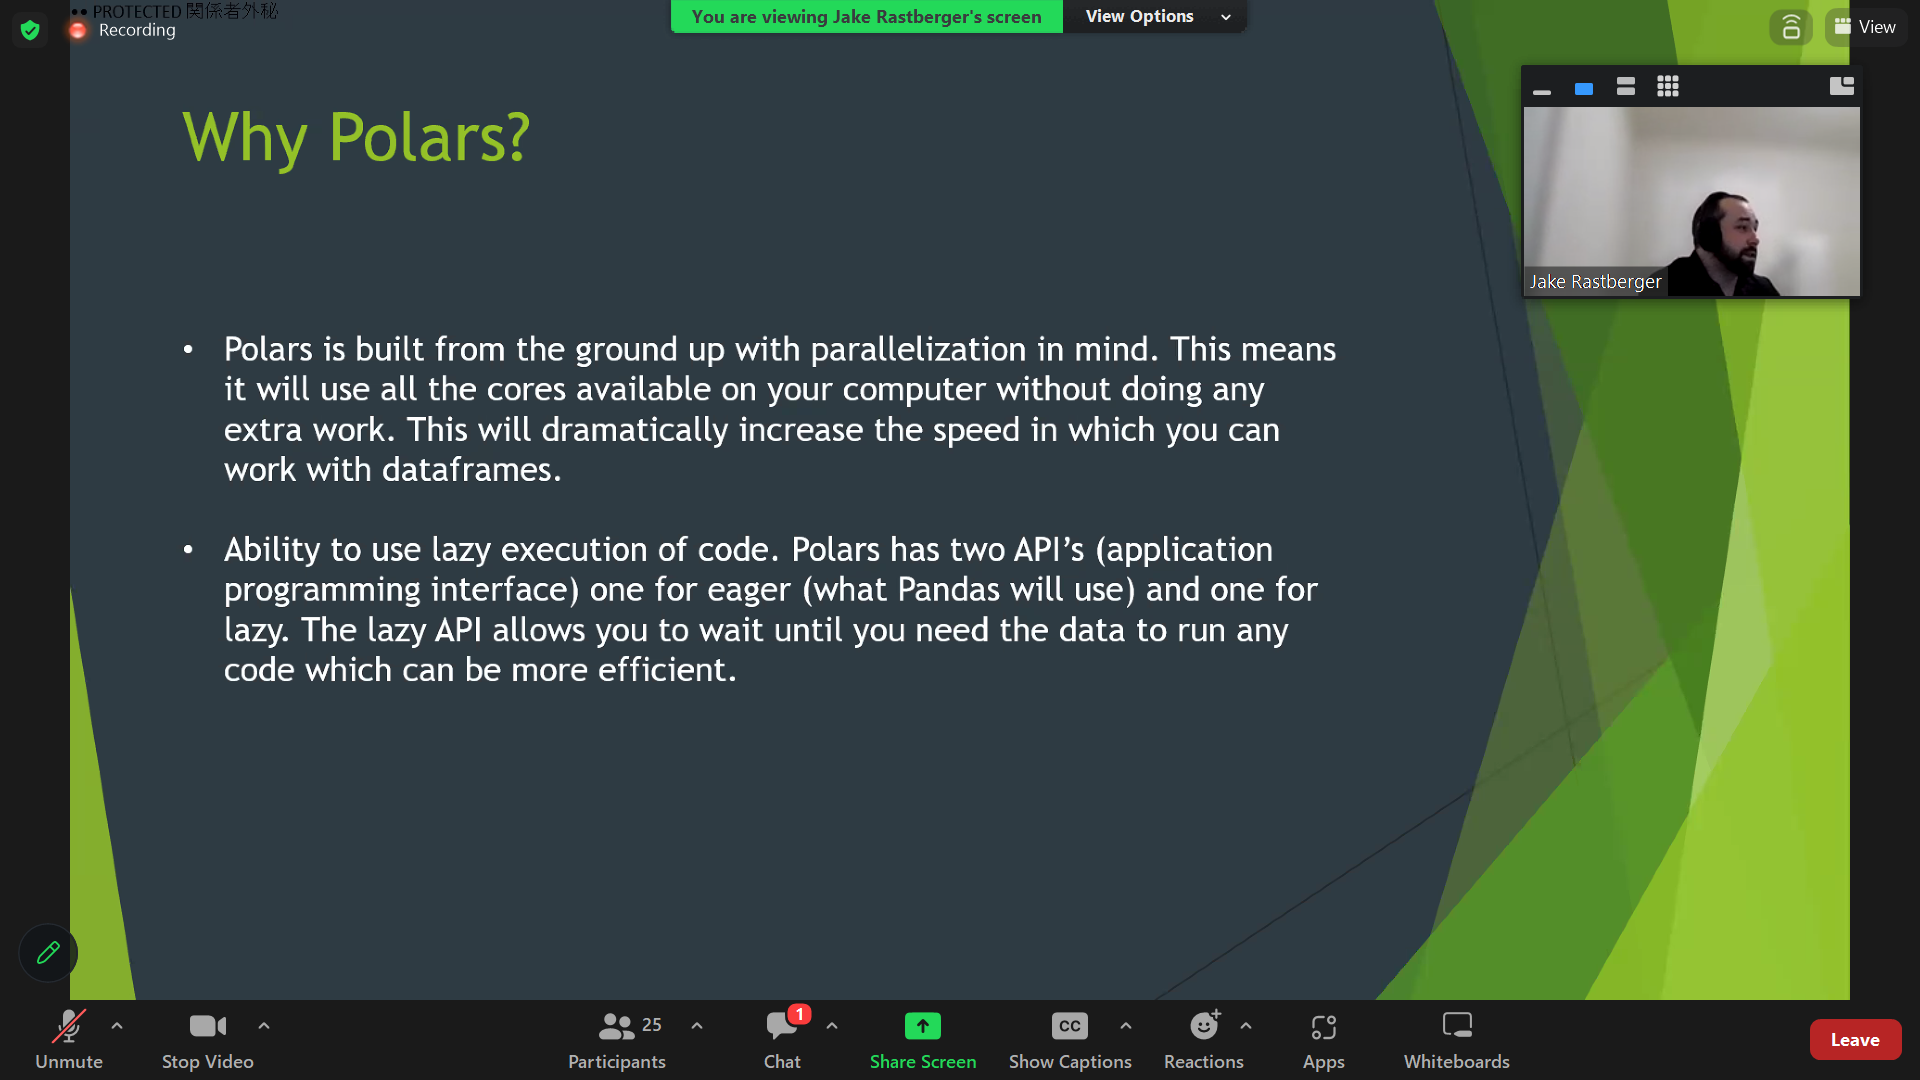 •• PROTECTED 関係者外秘
Recording
You are viewing Jake Rastberger's screen
View Options
View
Why Polars?
Jake Rastberger
• Polars is built from the ground up with parallelization in mind. This means
it will use all the cores available on your computer without doing any
extra work. This will dramatically increase the speed in which you can
work with dataframes.
• Ability to use lazy execution of code. Polars has two API’s (application
programming interface) one for eager (what Pandas will use) and one for
lazy. The lazy API allows you to wait until you need the data to run any
code which can be more efficient.
Unmute
Stop Video
25
Participants
1
Chat
Share Screen
CC
Show Captions
Reactions
Apps
Whiteboards
Leave